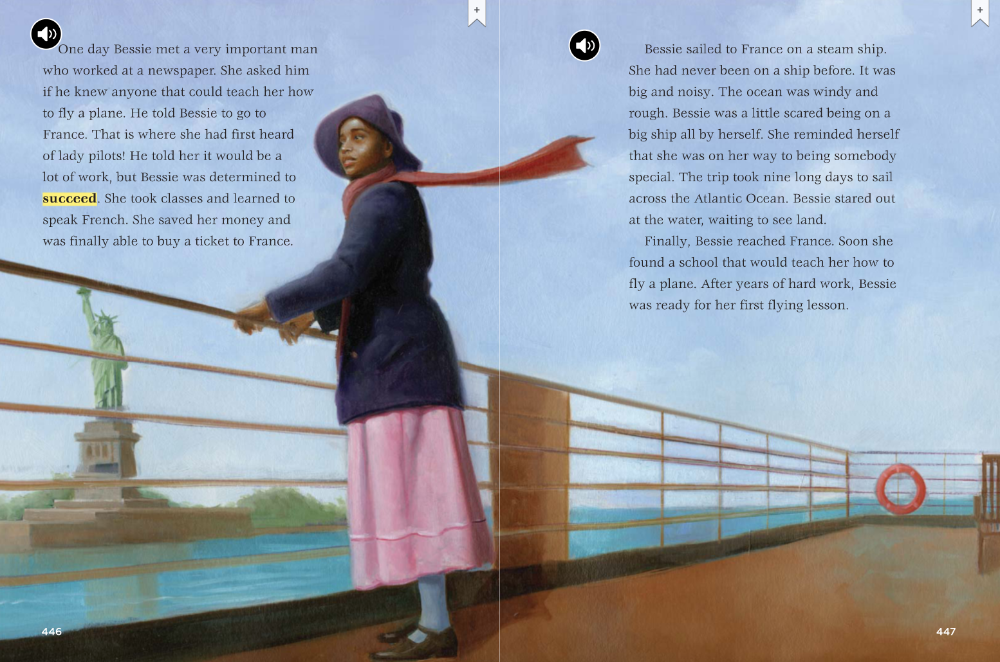 One day Bessie met a very important man
who worked at a newspaper. She asked him
if he knew anyone that could teach her how
to fly a plane. He told Bessie to go to
France. That is where she had first heard
of lady pilots! He told her it would be a
lot of work, but Bessie was determined to
succeed. She took classes and learned to
speak French. She saved her money and
was finally able to buy a ticket to France.
446
Bessie sailed to France on a steam ship.
She had never been on a ship before. It was
big and noisy. The ocean was windy and
rough. Bessie was a little scared being on a
big ship all by herself. She reminded herself
that she was on her way to being somebody
special. The trip took nine long days to sail
across the Atlantic Ocean. Bessie stared out
at the water, waiting to see land.
Finally, Bessie reached France. Soon she
found a school that would teach her how to
fly a plane. After years of hard work, Bessie
was ready for her first flying lesson.
447